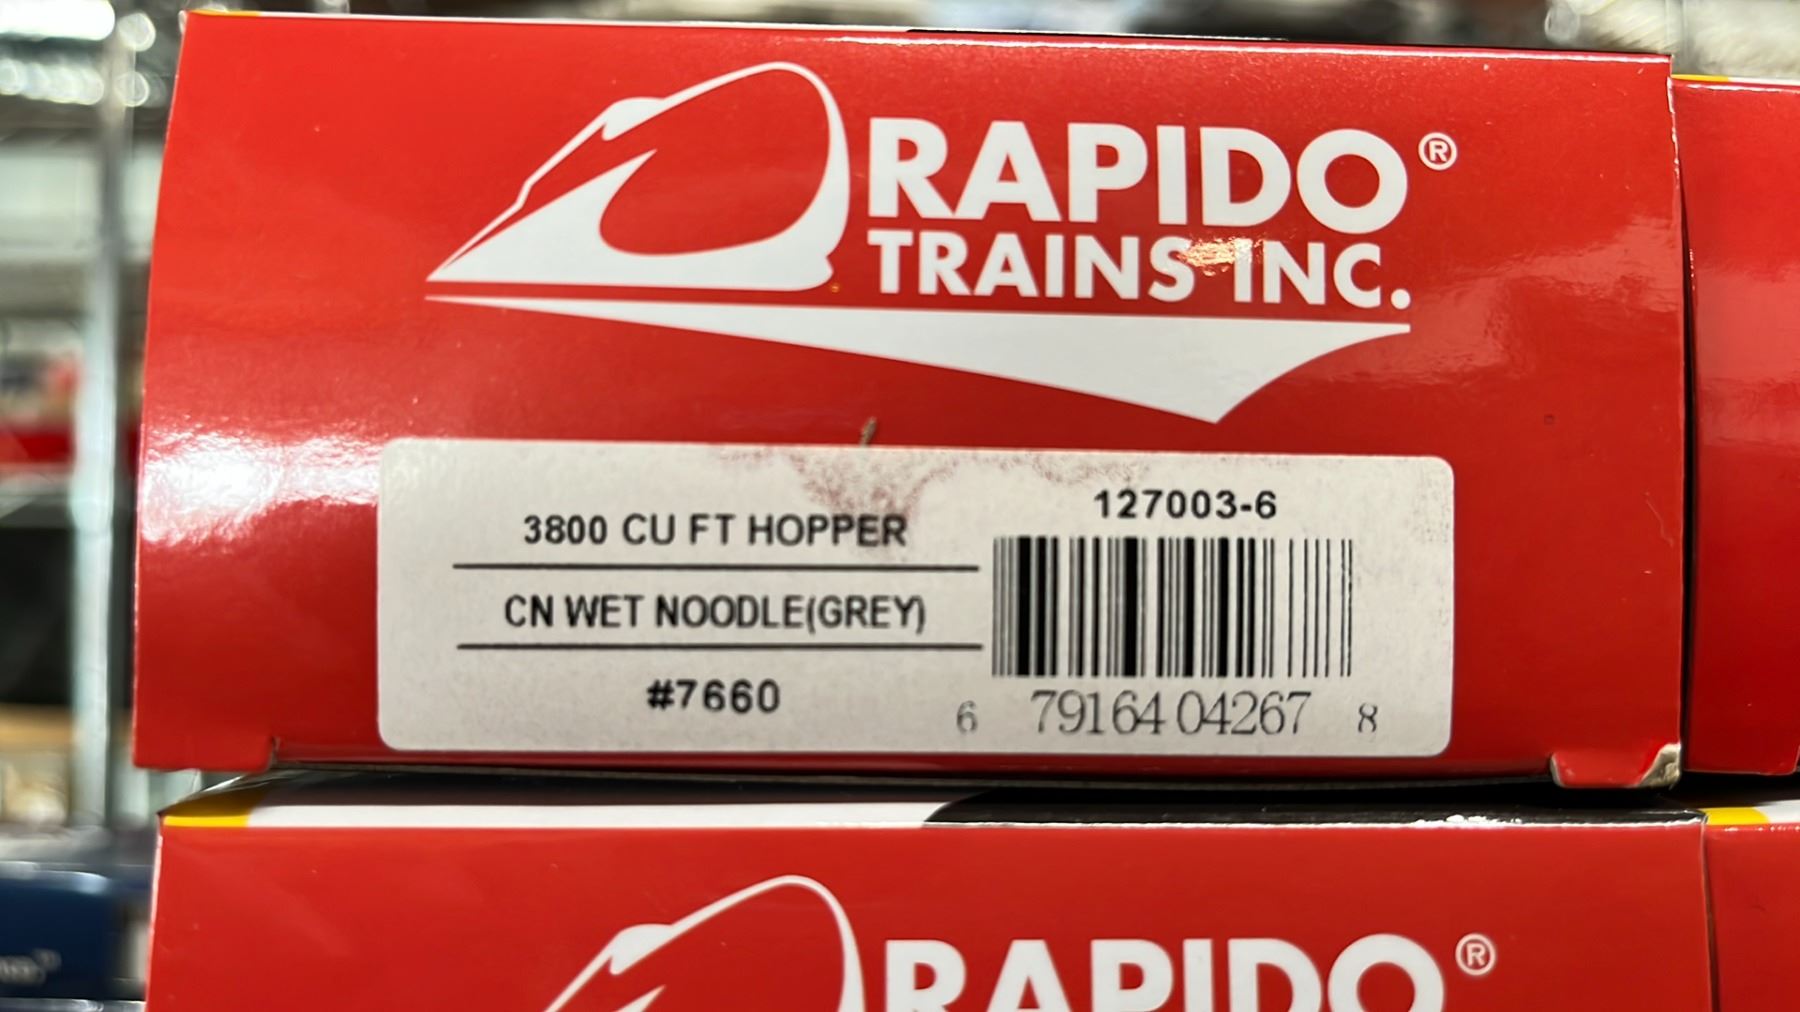 RAPIDO®
TRAINS INC.
127003-6
3800 CU FT HOPPER
CN WET NOODLE(GREY)
#7660
6 79164 04267 8
RAPIDO®